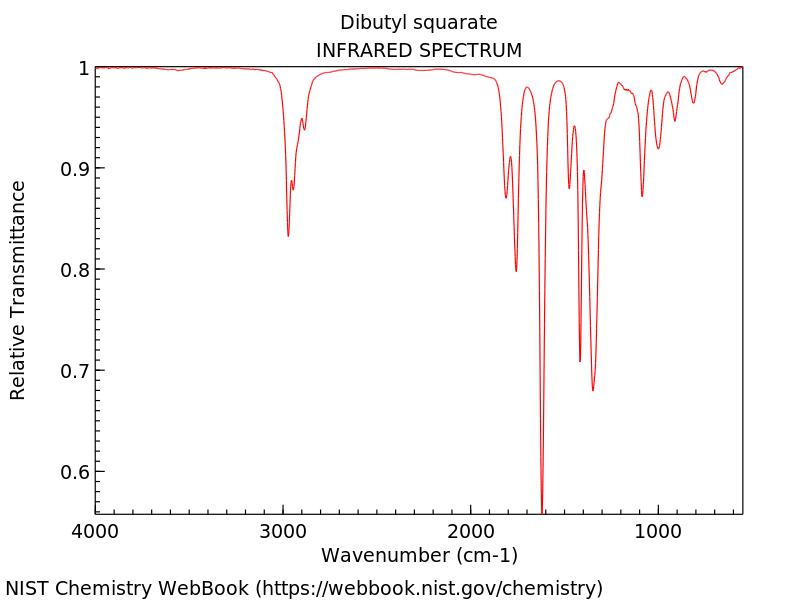 Dibutyl squarate
INFRARED SPECTRUM
1
0.9
0.8
0.7
0.6
Relative Transmittance
4000 3000 2000 1000
Wavenumber (cm-1)
NIST Chemistry WebBook (https://webbook.nist.gov/chemistry)